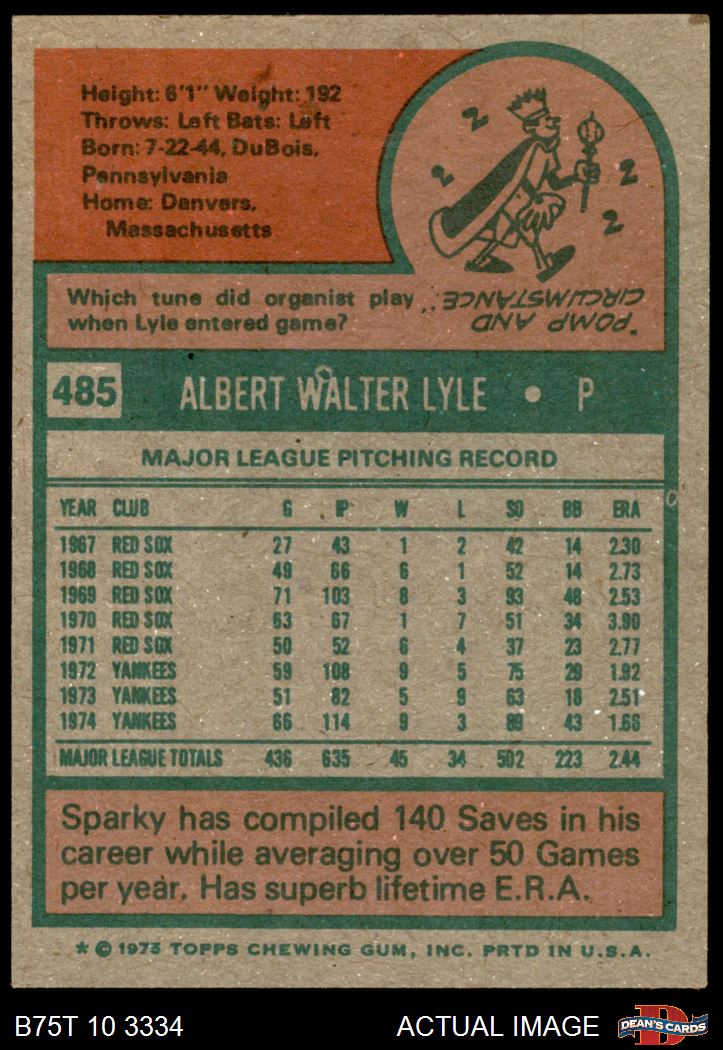 Height: 6'1" Weight: 192
Throws: Left Bats: Left
Born: 7-22-44, DuBois,
Pennsylvania
Home: Danvers,
Massachusetts
2
2
2
2
2
Which tune did organist play
when Lyle entered game?
"POMP AND
CIRCUMSTANCE."
485 ALBERT WALTER LYLE • P
MAJOR LEAGUE PITCHING RECORD
YEAR CLUB G IP W L SO BB ERA
1967 RED SOX 27 43 1 2 42 14 2.30
1968 RED SOX 49 66 6 1 52 14 2.73
1969 RED SOX 71 103 8 3 93 48 2.53
1970 RED SOX 63 67 1 7 51 34 3.90
1971 RED SOX 50 52 6 4 37 23 2.77
1972 YANKEES 59 108 9 5 75 29 1.92
1973 YANKEES 51 82 5 9 63 18 2.51
1974 YANKEES 66 114 9 3 89 43 1.66
MAJOR LEAGUE TOTALS 436 635 45 34 502 223 2.44
Sparky has compiled 140 Saves in his
career while averaging over 50 Games
per year. Has superb lifetime E.R.A.
* © 1975 TOPPS CHEWING GUM, INC. PRTD IN U.S.A.
B75T 10 3334 ACTUAL IMAGE DEAN'S CARDS